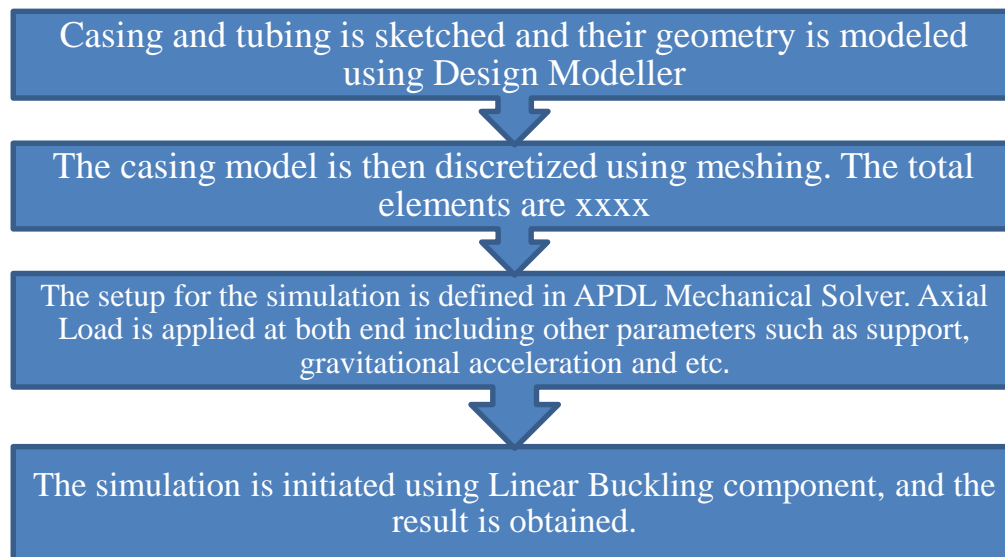 Casing and tubing is sketched and their geometry is modeled
using Design Modeller
The casing model is then discretized using meshing. The total
elements are xxxx
The setup for the simulation is defined in APDL Mechanical Solver. Axial
Load is applied at both end including other parameters such as support,
gravitational acceleration and etc.
The simulation is initiated using Linear Buckling component, and the
result is obtained.